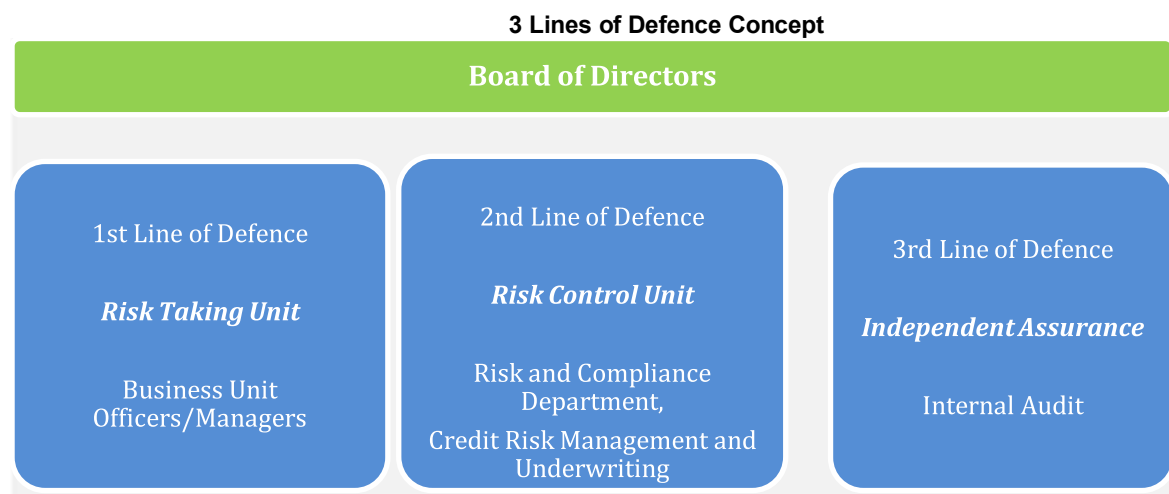 3 Lines of Defence Concept
Board of Directors
1st Line of Defence
Risk Taking Unit
Business Unit
Officers/Managers
2nd Line of Defence
Risk Control Unit
Risk and Compliance
Department,
Credit Risk Management and
Underwriting
3rd Line of Defence
Independent Assurance
Internal Audit